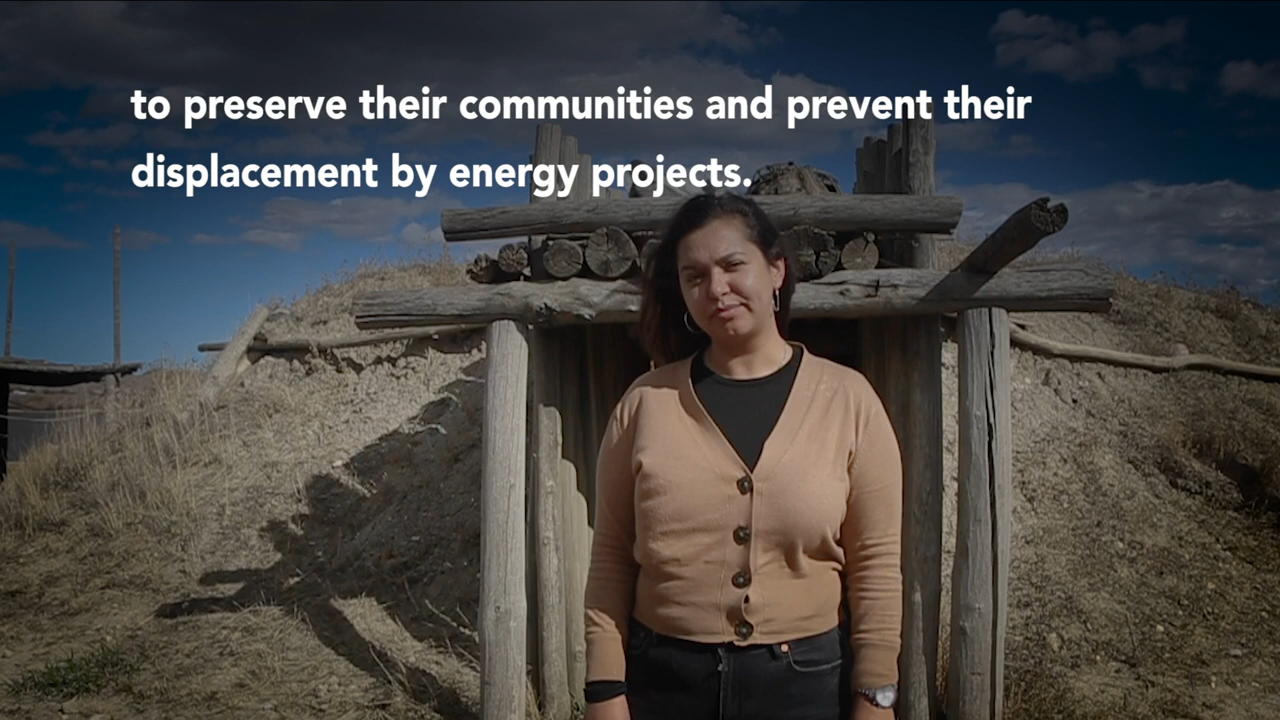 to preserve their communities and prevent their
displacement by energy projects.